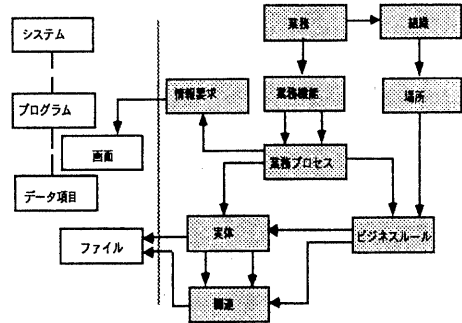 システム
業務
組織
プログラム
情報要求
業務機能
場所
画面
業務プロセス
データ項目
ファイル
実体
ビジネスルール
関連